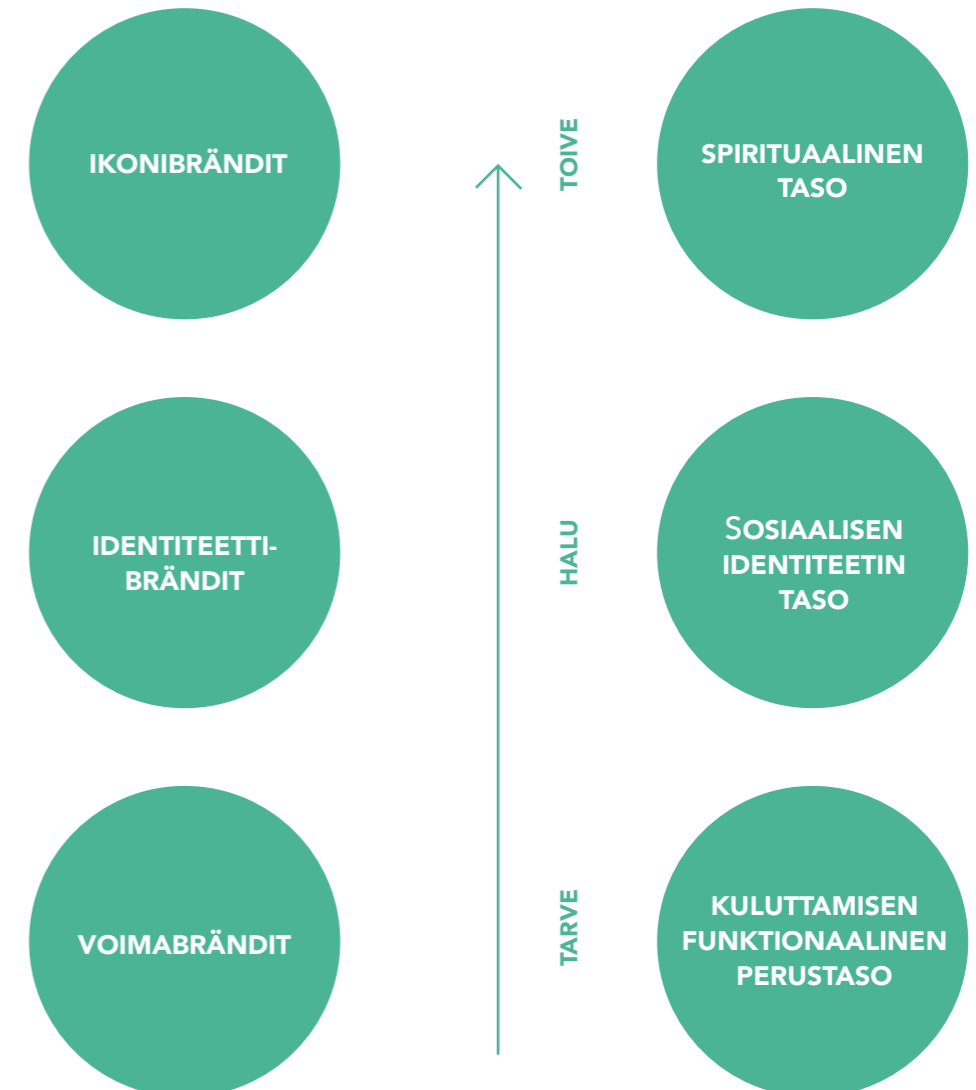 IKONIBRÄNDIT
TOIVE
SPIRITUAALINEN
TASO
IDENTITEETTI-
BRÄNDIT
HALU
SOSIAALISEN
IDENTITEETIN
TASO
VOIMABRÄNDIT
TARVE
KULUTTAMISEN
FUNKTIONAALINEN
PERUSTASO